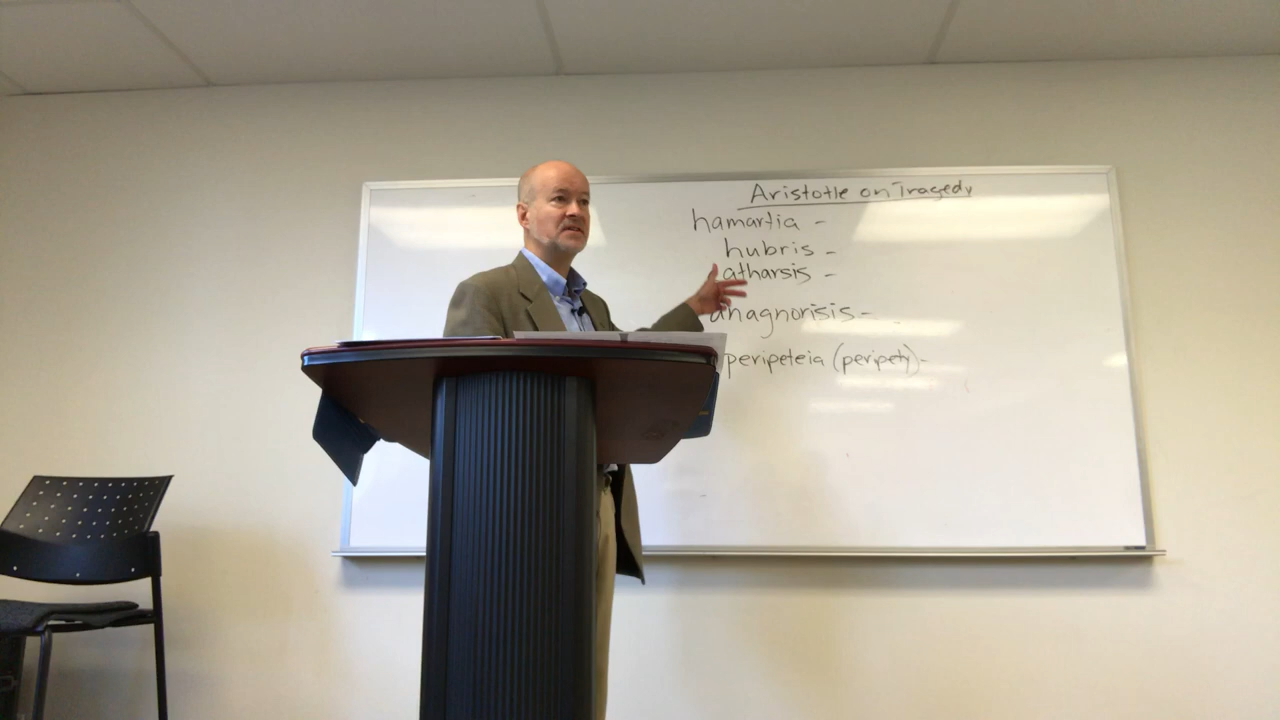 Aristotle on Tragedy
hamartia -
hubris -
atharsis -
anagnorisis -
peripeteia (peripety) -